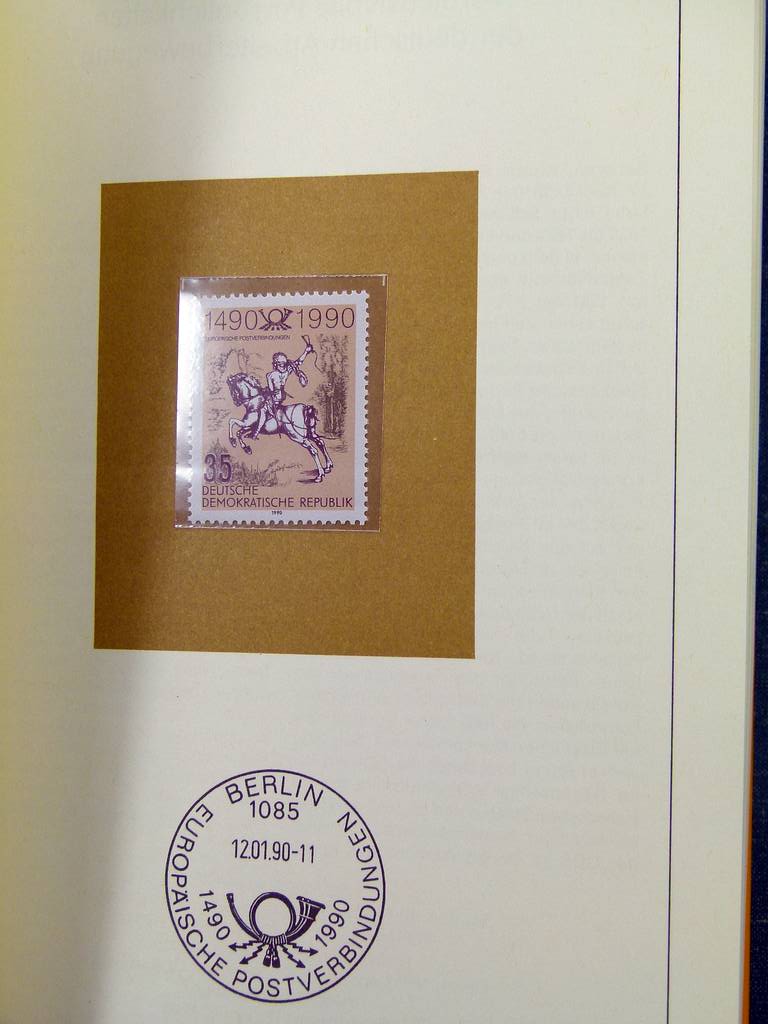 1490 1990
EUROPÄISCHE POSTVERBINDUNGEN
35
DEUTSCHE
DEMOKRATISCHE REPUBLIK
1990
BERLIN
1085
12.01.90-11
1490 1990
EUROPÄISCHE POSTVERBINDUNGEN